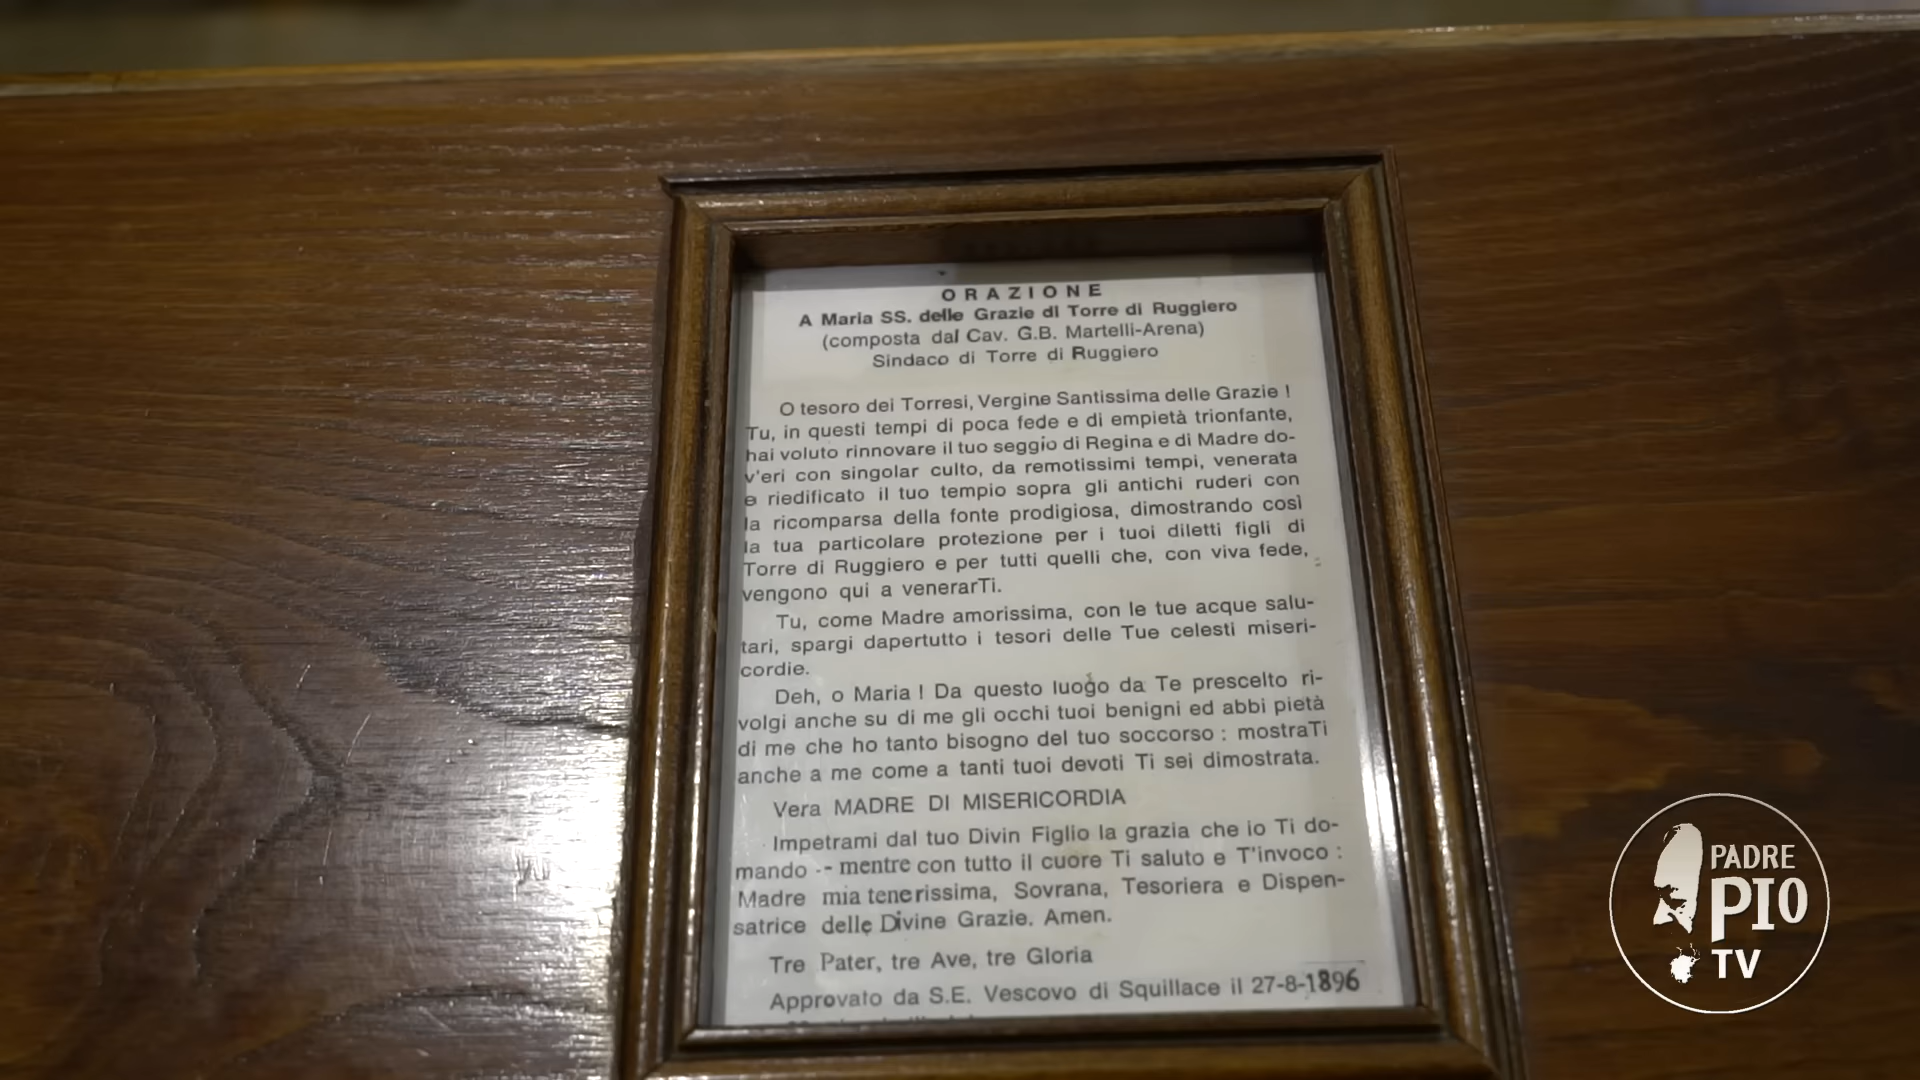 ORAZIONE
A Maria SS. delle Grazie di Torre di Ruggiero
(composta dal Cav. G.B. Martelli-Arena)
Sindaco di Torre di Ruggiero
O tesoro dei Torresi, Vergine Santissima delle Grazie !
Tu, in questi tempi di poca fede e di empietà trionfante,
hai voluto rinnovare il tuo seggio di Regina e di Madre do-
v'eri con singolar culto, da remotissimi tempi, venerata
e riedificato il tuo tempio sopra gli antichi ruderi con
la ricomparsa della fonte prodigiosa, dimostrando così
la tua particolare protezione per i tuoi diletti figli di
Torre di Ruggiero e per tutti quelli che, con viva fede,
vengono qui a venerarTi.
Tu, come Madre amorissima, con le tue acque salu-
tari, spargi dapertutto i tesori delle Tue celesti miseri-
cordie.
Deh, o Maria ! Da questo luogo da Te prescelto ri-
volgi anche su di me gli occhi tuoi benigni ed abbi pietà
di me che ho tanto bisogno del tuo soccorso : mostraTi
anche a me come a tanti tuoi devoti Ti sei dimostrata.
Vera MADRE DI MISERICORDIA
Impetrami dal tuo Divin Figlio la grazia che io Ti do-
mando -- mentre con tutto il cuore Ti saluto e T'invoco :
Madre mia tenerissima, Sovrana, Tesoriera e Dispen-
satrice delle Divine Grazie. Amen.
Tre Pater, tre Ave, tre Gloria
Approvato da S.E. Vescovo di Squillace il 27-8-1896
PADRE
PIO
TV